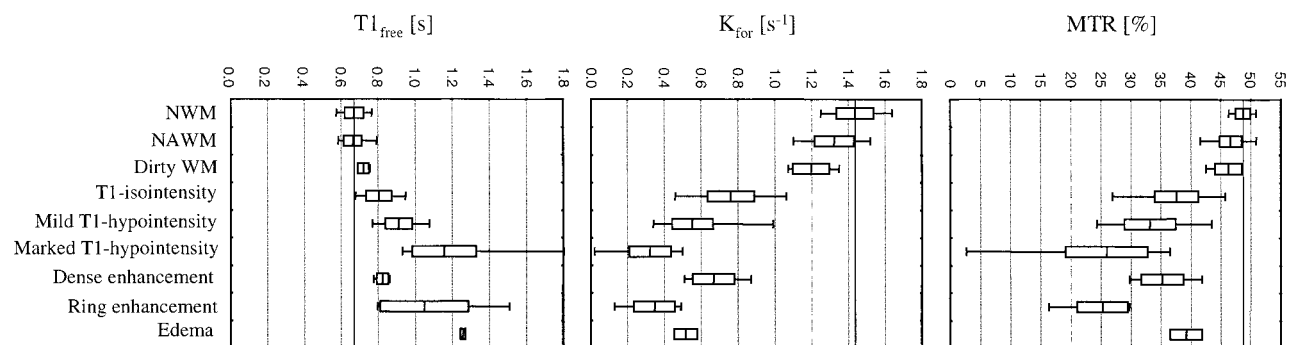 T1free [s] Kfor [s-1] MTR [%]
0.0 0.2 0.4 0.6 0.8 1.0 1.2 1.4 1.6 1.8 0.0 0.2 0.4 0.6 0.8 1.0 1.2 1.4 1.6 1.8 0 5 10 15 20 25 30 35 40 45 50 55
NWM
NAWM
Dirty WM
T1-isointensity
Mild T1-hypointensity
Marked T1-hypointensity
Dense enhancement
Ring enhancement
Edema